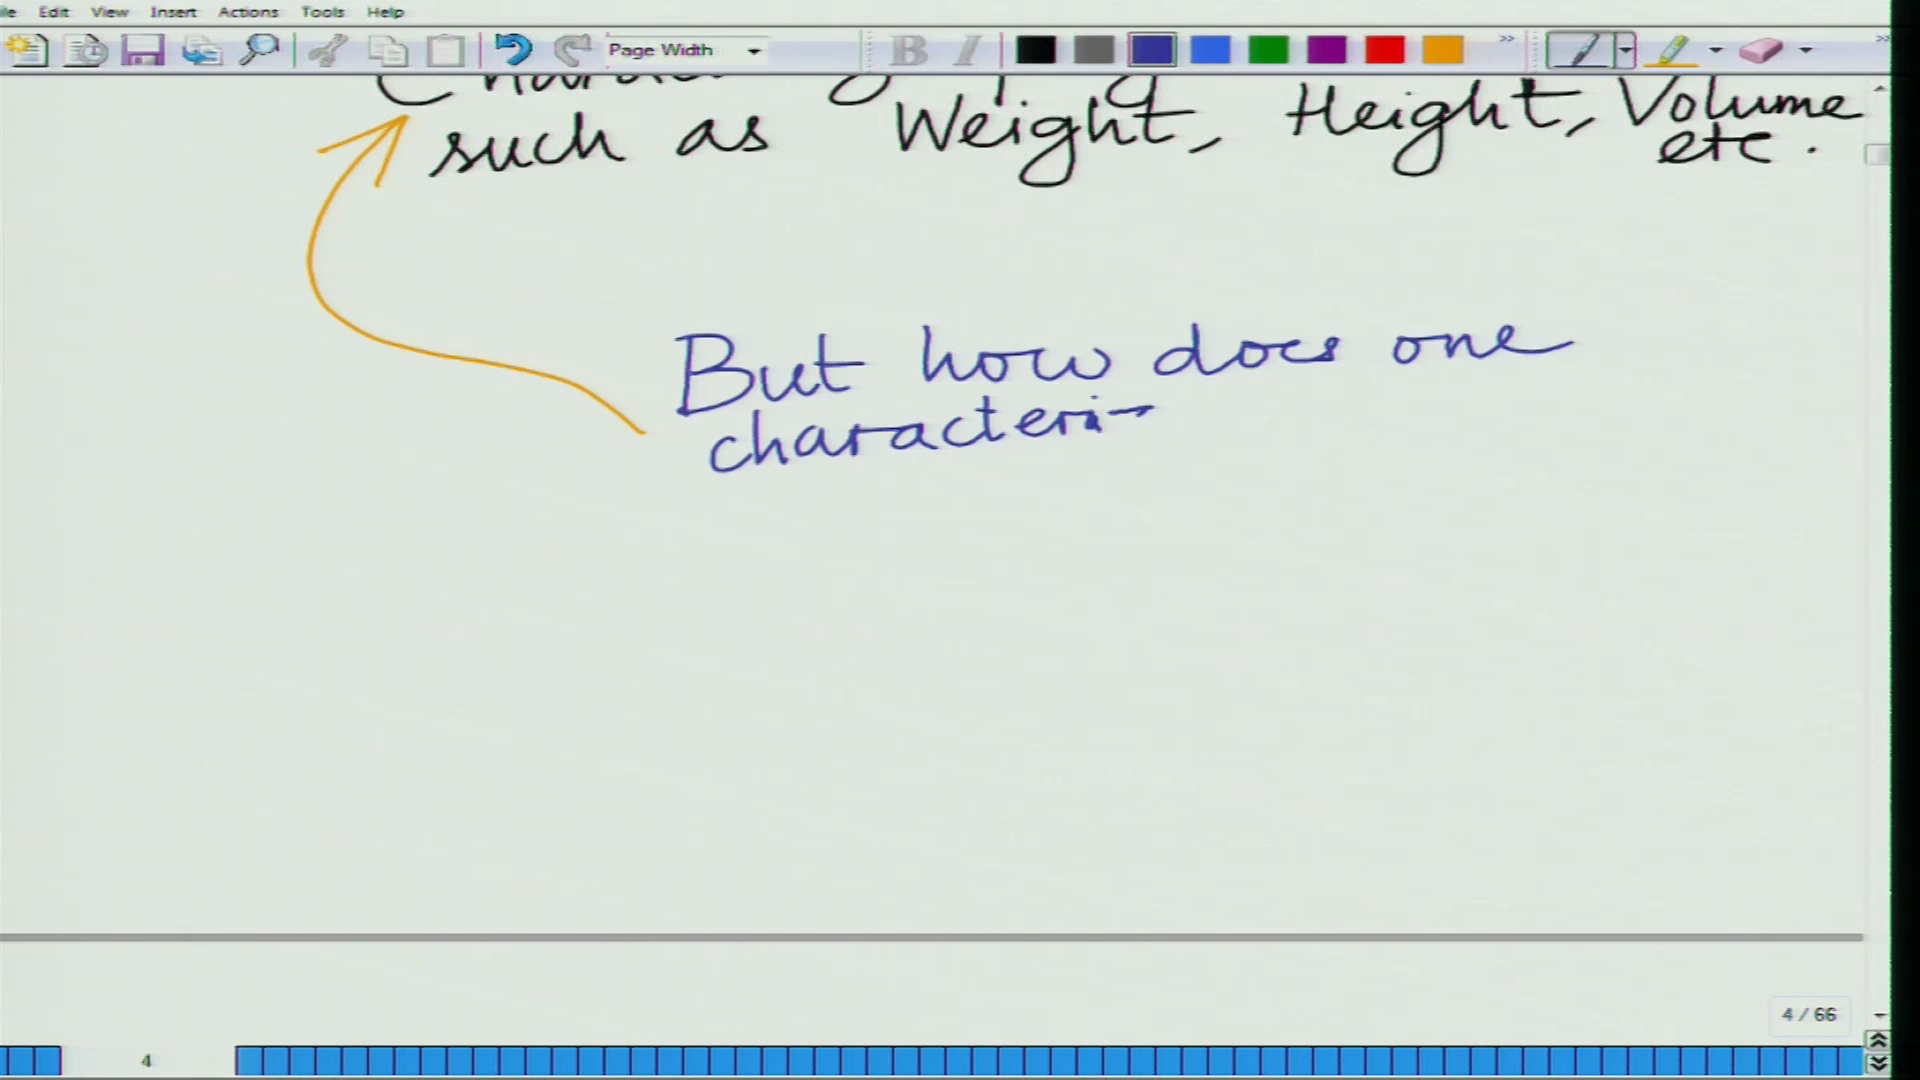 Edit View Insert Actions Tools Help
Page Width
B I
such as Weight, Height, Volume
etc.
But how does one
characteri
4 / 66
4